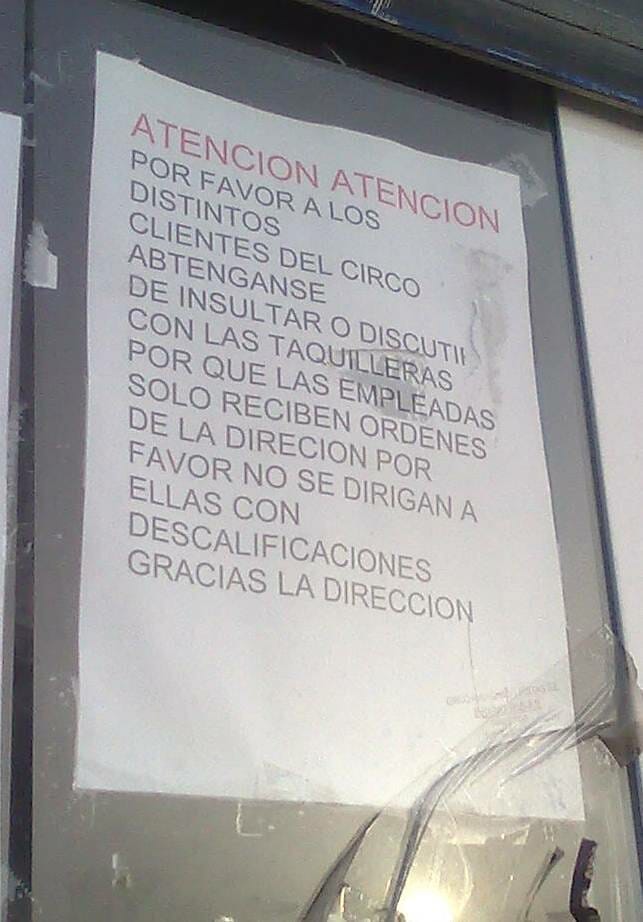 ATENCION ATENCION
POR FAVOR A LOS
DISTINTOS
CLIENTES DEL CIRCO
ABTENGANSE
DE INSULTAR O DISCUTIR
CON LAS TAQUILLERAS
POR QUE LAS EMPLEADAS
SOLO RECIBEN ORDENES
DE LA DIRECION POR
FAVOR NO SE DIRIGAN A
ELLAS CON
DESCALIFICACIONES
GRACIAS LA DIRECCION